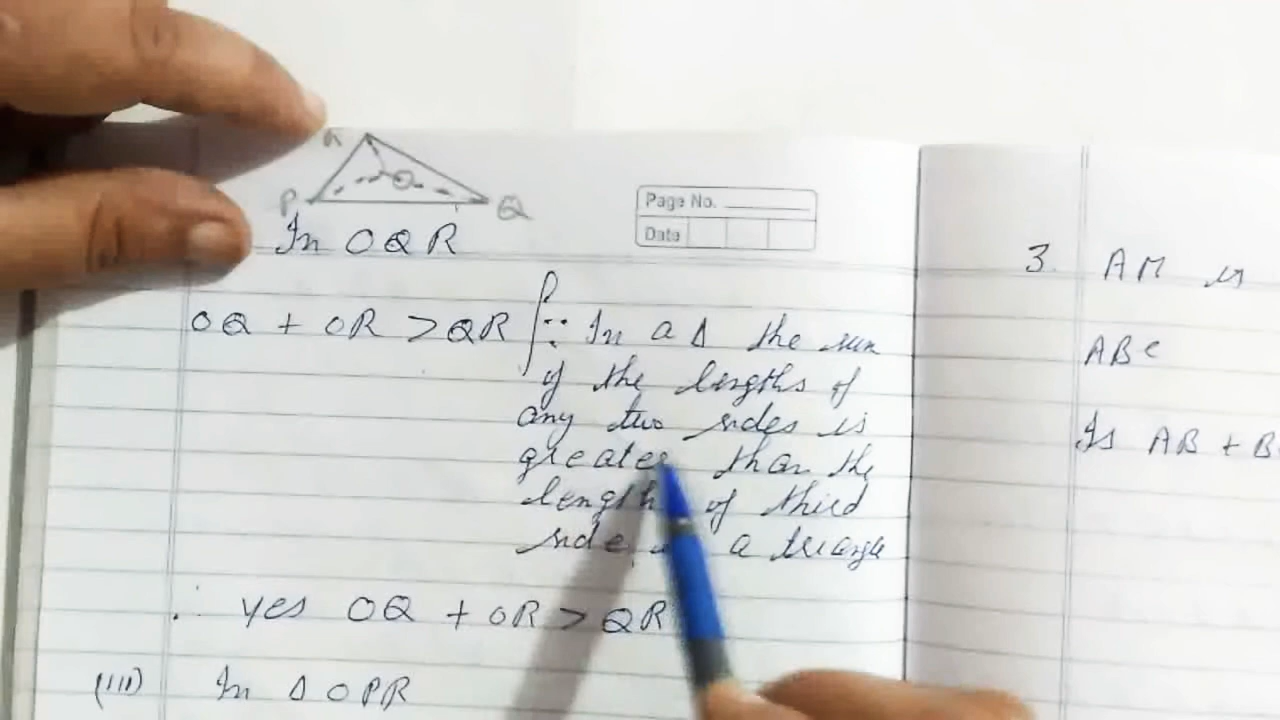 R
P O Q
In OQR
Page No.
Date
OQ + OR > QR ∵ In a Δ the sum
of the lengths of
any two sides is
greater than the
length of third
side a triangle
∴ yes OQ + OR > QR
(iii) In Δ OPR
3. AM is
ABC
Is AB + B